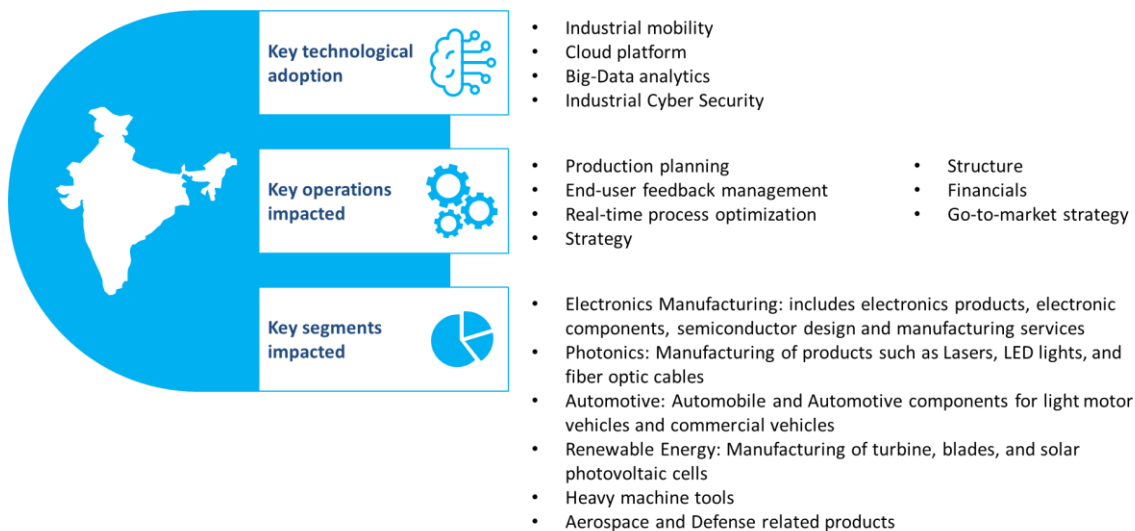 Key technological
adoption
• Industrial mobility
• Cloud platform
• Big-Data analytics
• Industrial Cyber Security
Key operations
impacted
• Production planning
• End-user feedback management
• Real-time process optimization
• Strategy
• Structure
• Financials
• Go-to-market strategy
Key segments
impacted
• Electronics Manufacturing: includes electronics products, electronic
components, semiconductor design and manufacturing services
• Photonics: Manufacturing of products such as Lasers, LED lights, and
fiber optic cables
• Automotive: Automobile and Automotive components for light motor
vehicles and commercial vehicles
• Renewable Energy: Manufacturing of turbine, blades, and solar
photovoltaic cells
• Heavy machine tools
• Aerospace and Defense related products